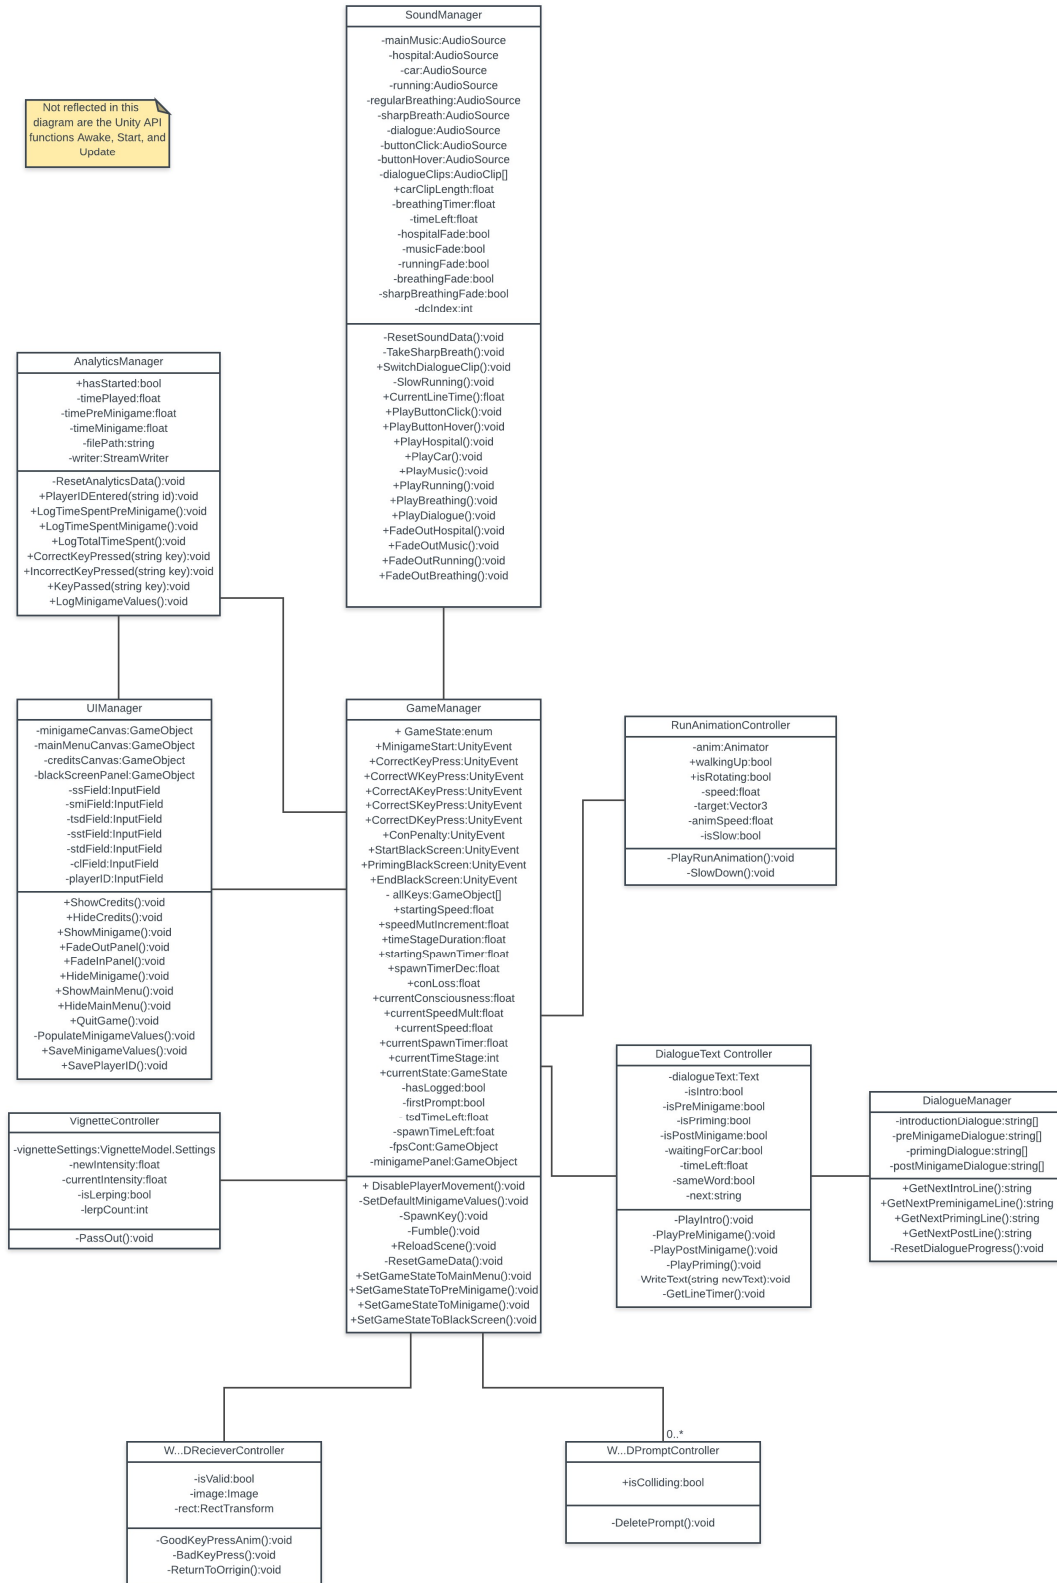 SoundManager
-mainMusic:AudioSource
-hospital:AudioSource
-car:AudioSource
-running:AudioSource
-regularBreathing:AudioSource
-sharpBreath:AudioSource
-dialogue:AudioSource
-buttonClick:AudioSource
-buttonHover:AudioSource
-dialogueClips:AudioClip[]
+carClipLength:float
-breathingTimer:float
-timeLeft:float
-hospitalFade:bool
-musicFade:bool
-runningFade:bool
-breathingFade:bool
-sharpBreathingFade:bool
-dcIndex:int
-ResetSoundData():void
-TakeSharpBreath():void
+SwitchDialogueClip():void
-SlowRunning():void
+CurrentLineTime():float
+PlayButtonClick():void
+PlayButtonHover():void
+PlayHospital():void
+PlayCar():void
+PlayMusic():void
+PlayRunning():void
+PlayBreathing():void
+PlayDialogue():void
+FadeOutHospital():void
+FadeOutMusic():void
+FadeOutRunning():void
+FadeOutBreathing():void
Not reflected in this
diagram are the Unity API
functions Awake, Start, and
Update
AnalyticsManager
+hasStarted:bool
-timePlayed:float
-timePreMinigame:float
-timeMinigame:float
-filePath:string
-writer:StreamWriter
-ResetAnalyticsData():void
+PlayerIDEntered(string id):void
+LogTimeSpentPreMinigame():void
+LogTimeSpentMinigame():void
+LogTotalTimeSpent():void
+CorrectKeyPressed(string key):void
+IncorrectKeyPressed(string key):void
+KeyPassed(string key):void
+LogMinigameValues():void
UIManager
-minigameCanvas:GameObject
-mainMenuCanvas:GameObject
-creditsCanvas:GameObject
-blackScreenPanel:GameObject
-ssField:InputField
-smiField:InputField
-tsdField:InputField
-sstField:InputField
-stdField:InputField
-clField:InputField
-playerID:InputField
+ShowCredits():void
+HideCredits():void
+ShowMinigame():void
+FadeOutPanel():void
+FadeInPanel():void
+HideMinigame():void
+ShowMainMenu():void
+HideMainMenu():void
+QuitGame():void
-PopulateMinigameValues():void
+SaveMinigameValues():void
+SavePlayerID():void
GameManager
+ GameState:enum
+MinigameStart:UnityEvent
+CorrectKeyPress:UnityEvent
+CorrectWKeyPress:UnityEvent
+CorrectAKeyPress:UnityEvent
+CorrectSKeyPress:UnityEvent
+CorrectDKeyPress:UnityEvent
+ConPenalty:UnityEvent
+StartBlackScreen:UnityEvent
+PrimingBlackScreen:UnityEvent
+EndBlackScreen:UnityEvent
- allKeys:GameObject[]
+startingSpeed:float
+speedMutIncrement:float
+timeStageDuration:float
+startingSpawnTimer:float
+spawnTimerDec:float
+conLoss:float
+currentConsciousness:float
+currentSpeedMult:float
+currentSpeed:float
+currentSpawnTimer:float
+currentTimeStage:int
+currentState:GameState
-hasLogged:bool
-firstPrompt:bool
-tsdTimeLeft:float
-spawnTimeLeft:foat
-fpsCont:GameObject
-minigamePanel:GameObject
+ DisablePlayerMovement():void
-SetDefaultMinigameValues():void
-SpawnKey():void
-Fumble():void
+ReloadScene():void
-ResetGameData():void
+SetGameStateToMainMenu():void
+SetGameStateToPreMinigame():void
+SetGameStateToMinigame():void
+SetGameStateToBlackScreen():void
RunAnimationController
-anim:Animator
+walkingUp:bool
+isRotating:bool
-speed:float
-target:Vector3
-animSpeed:float
-isSlow:bool
-PlayRunAnimation():void
-SlowDown():void
DialogueText Controller
-dialogueText:Text
-isIntro:bool
-isPreMinigame:bool
-isPriming:bool
-isPostMinigame:bool
-waitingForCar:bool
-timeLeft:float
-sameWord:bool
-next:string
-PlayIntro():void
-PlayPreMinigame():void
-PlayPostMinigame():void
-PlayPriming():void
WriteText(string newText):void
-GetLineTimer():void
DialogueManager
-introductionDialogue:string[]
-preMinigameDialogue:string[]
-primingDialogue:string[]
-postMinigameDialogue:string[]
+GetNextIntroLine():string
+GetNextPreminigameLine():string
+GetNextPrimingLine():string
+GetNextPostLine():string
-ResetDialogueProgress():void
VignetteController
-vignetteSettings:VignetteModel.Settings
-newIntensity:float
-currentIntensity:float
-isLerping:bool
-lerpCount:int
-PassOut():void
W...DRecieverController
-isValid:bool
-image:Image
-rect:RectTransform
-GoodKeyPressAnim():void
-BadKeyPress():void
-ReturnToOrrigin():void
0..*
W...DPromptController
+isColliding:bool
-DeletePrompt():void